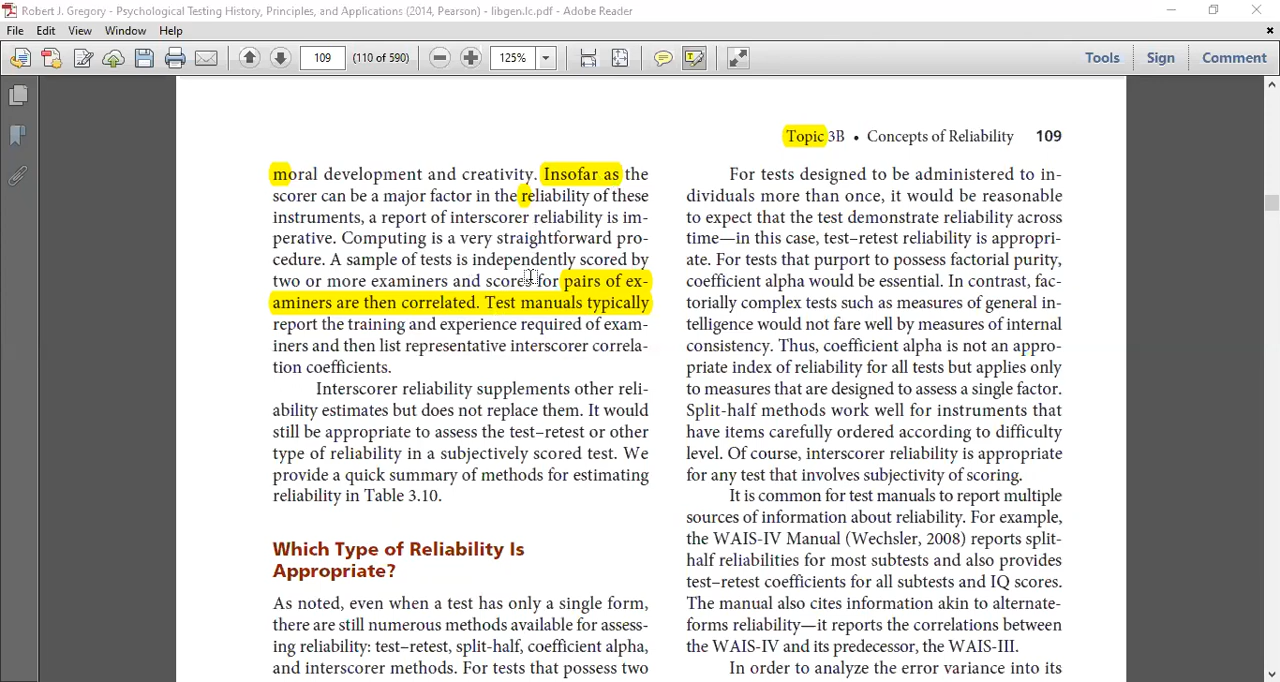 Robert J. Gregory - Psychological Testing History, Principles, and Applications (2014, Pearson) - libgen.lc.pdf - Adobe Reader
File Edit View Window Help
109 (110 of 590) 125% Tools Sign Comment
Topic 3B • Concepts of Reliability 109
moral development and creativity. Insofar as the
scorer can be a major factor in the reliability of these
instruments, a report of interscorer reliability is im-
perative. Computing is a very straightforward pro-
cedure. A sample of tests is independently scored by
two or more examiners and scores for pairs of ex-
aminers are then correlated. Test manuals typically
report the training and experience required of exam-
iners and then list representative interscorer correla-
tion coefficients.
Interscorer reliability supplements other reli-
ability estimates but does not replace them. It would
still be appropriate to assess the test–retest or other
type of reliability in a subjectively scored test. We
provide a quick summary of methods for estimating
reliability in Table 3.10.
Which Type of Reliability Is
Appropriate?
As noted, even when a test has only a single form,
there are still numerous methods available for assess-
ing reliability: test–retest, split-half, coefficient alpha,
and interscorer methods. For tests that possess two
For tests designed to be administered to in-
dividuals more than once, it would be reasonable
to expect that the test demonstrate reliability across
time—in this case, test–retest reliability is appropri-
ate. For tests that purport to possess factorial purity,
coefficient alpha would be essential. In contrast, fac-
torially complex tests such as measures of general in-
telligence would not fare well by measures of internal
consistency. Thus, coefficient alpha is not an appro-
priate index of reliability for all tests but applies only
to measures that are designed to assess a single factor.
Split-half methods work well for instruments that
have items carefully ordered according to difficulty
level. Of course, interscorer reliability is appropriate
for any test that involves subjectivity of scoring.
It is common for test manuals to report multiple
sources of information about reliability. For example,
the WAIS-IV Manual (Wechsler, 2008) reports split-
half reliabilities for most subtests and also provides
test–retest coefficients for all subtests and IQ scores.
The manual also cites information akin to alternate-
forms reliability—it reports the correlations between
the WAIS-IV and its predecessor, the WAIS-III.
In order to analyze the error variance into its